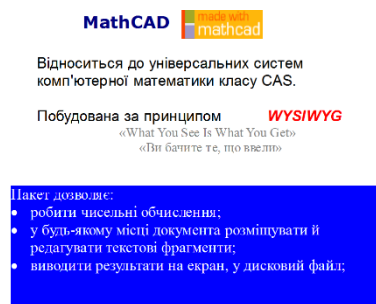 MathCAD made with mathcad
Відноситься до універсальних систем
комп'ютерної математики класу CAS.
Побудована за принципом WYSIWYG
«What You See Is What You Get»
«Ви бачите те, що ввели»
Пакет дозволяє:
• робити чисельні обчислення;
• у будь-якому місці документа розміщувати й
редагувати текстові фрагменти;
• виводити результати на екран, у дисковий файл;